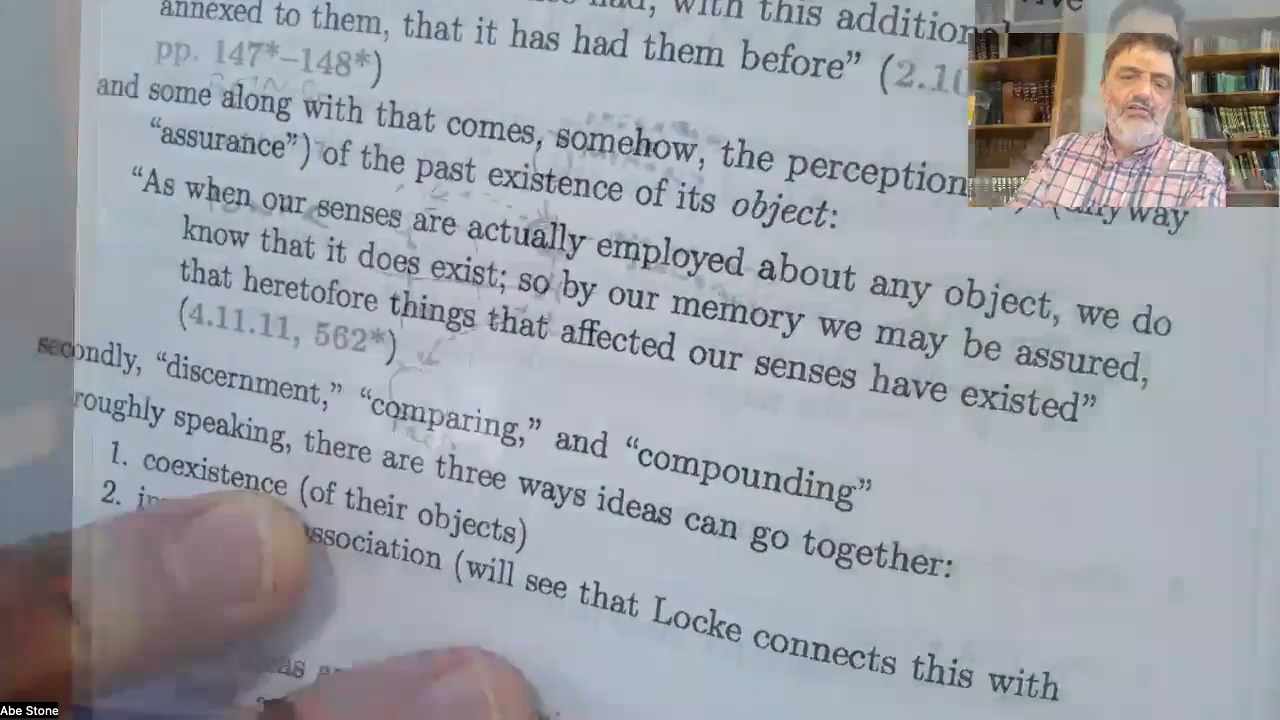 had, with this additional
annexed to them, that it has had them before” (2.10
pp. 147*–148*)
and some along with that comes, somehow, the perception
“assurance”) of the past existence of its object:
way
“As when our senses are actually employed about any object, we do
know that it does exist; so by our memory we may be assured,
that heretofore things that affected our senses have existed”
(4.11.11, 562*)
secondly, “discernment,” “comparing,” and “compounding”
roughly speaking, there are three ways ideas can go together:
1. coexistence (of their objects)
2. association (will see that Locke connects this with
Abe Stone